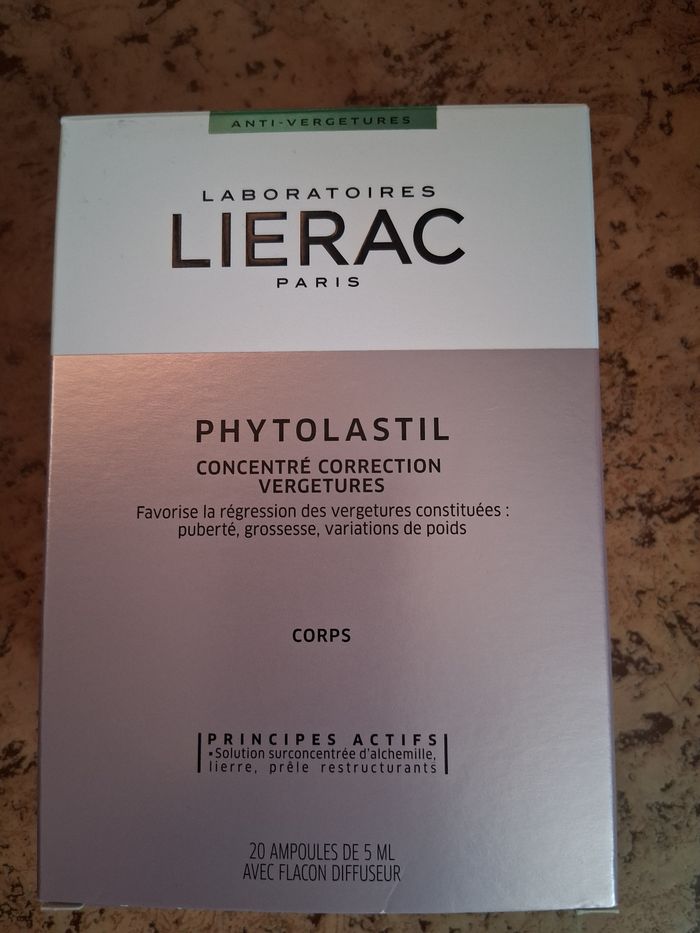 ANTI-VERGETURES
LABORATOIRES
LIERAC
PARIS
PHYTOLASTIL
CONCENTRÉ CORRECTION
VERGETURES
Favorise la régression des vergetures constituées :
puberté, grossesse, variations de poids
CORPS
PRINCIPES ACTIFS
▪Solution surconcentrée d'alchemille,
lierre, prêle restructurants
20 AMPOULES DE 5 ML
AVEC FLACON DIFFUSEUR